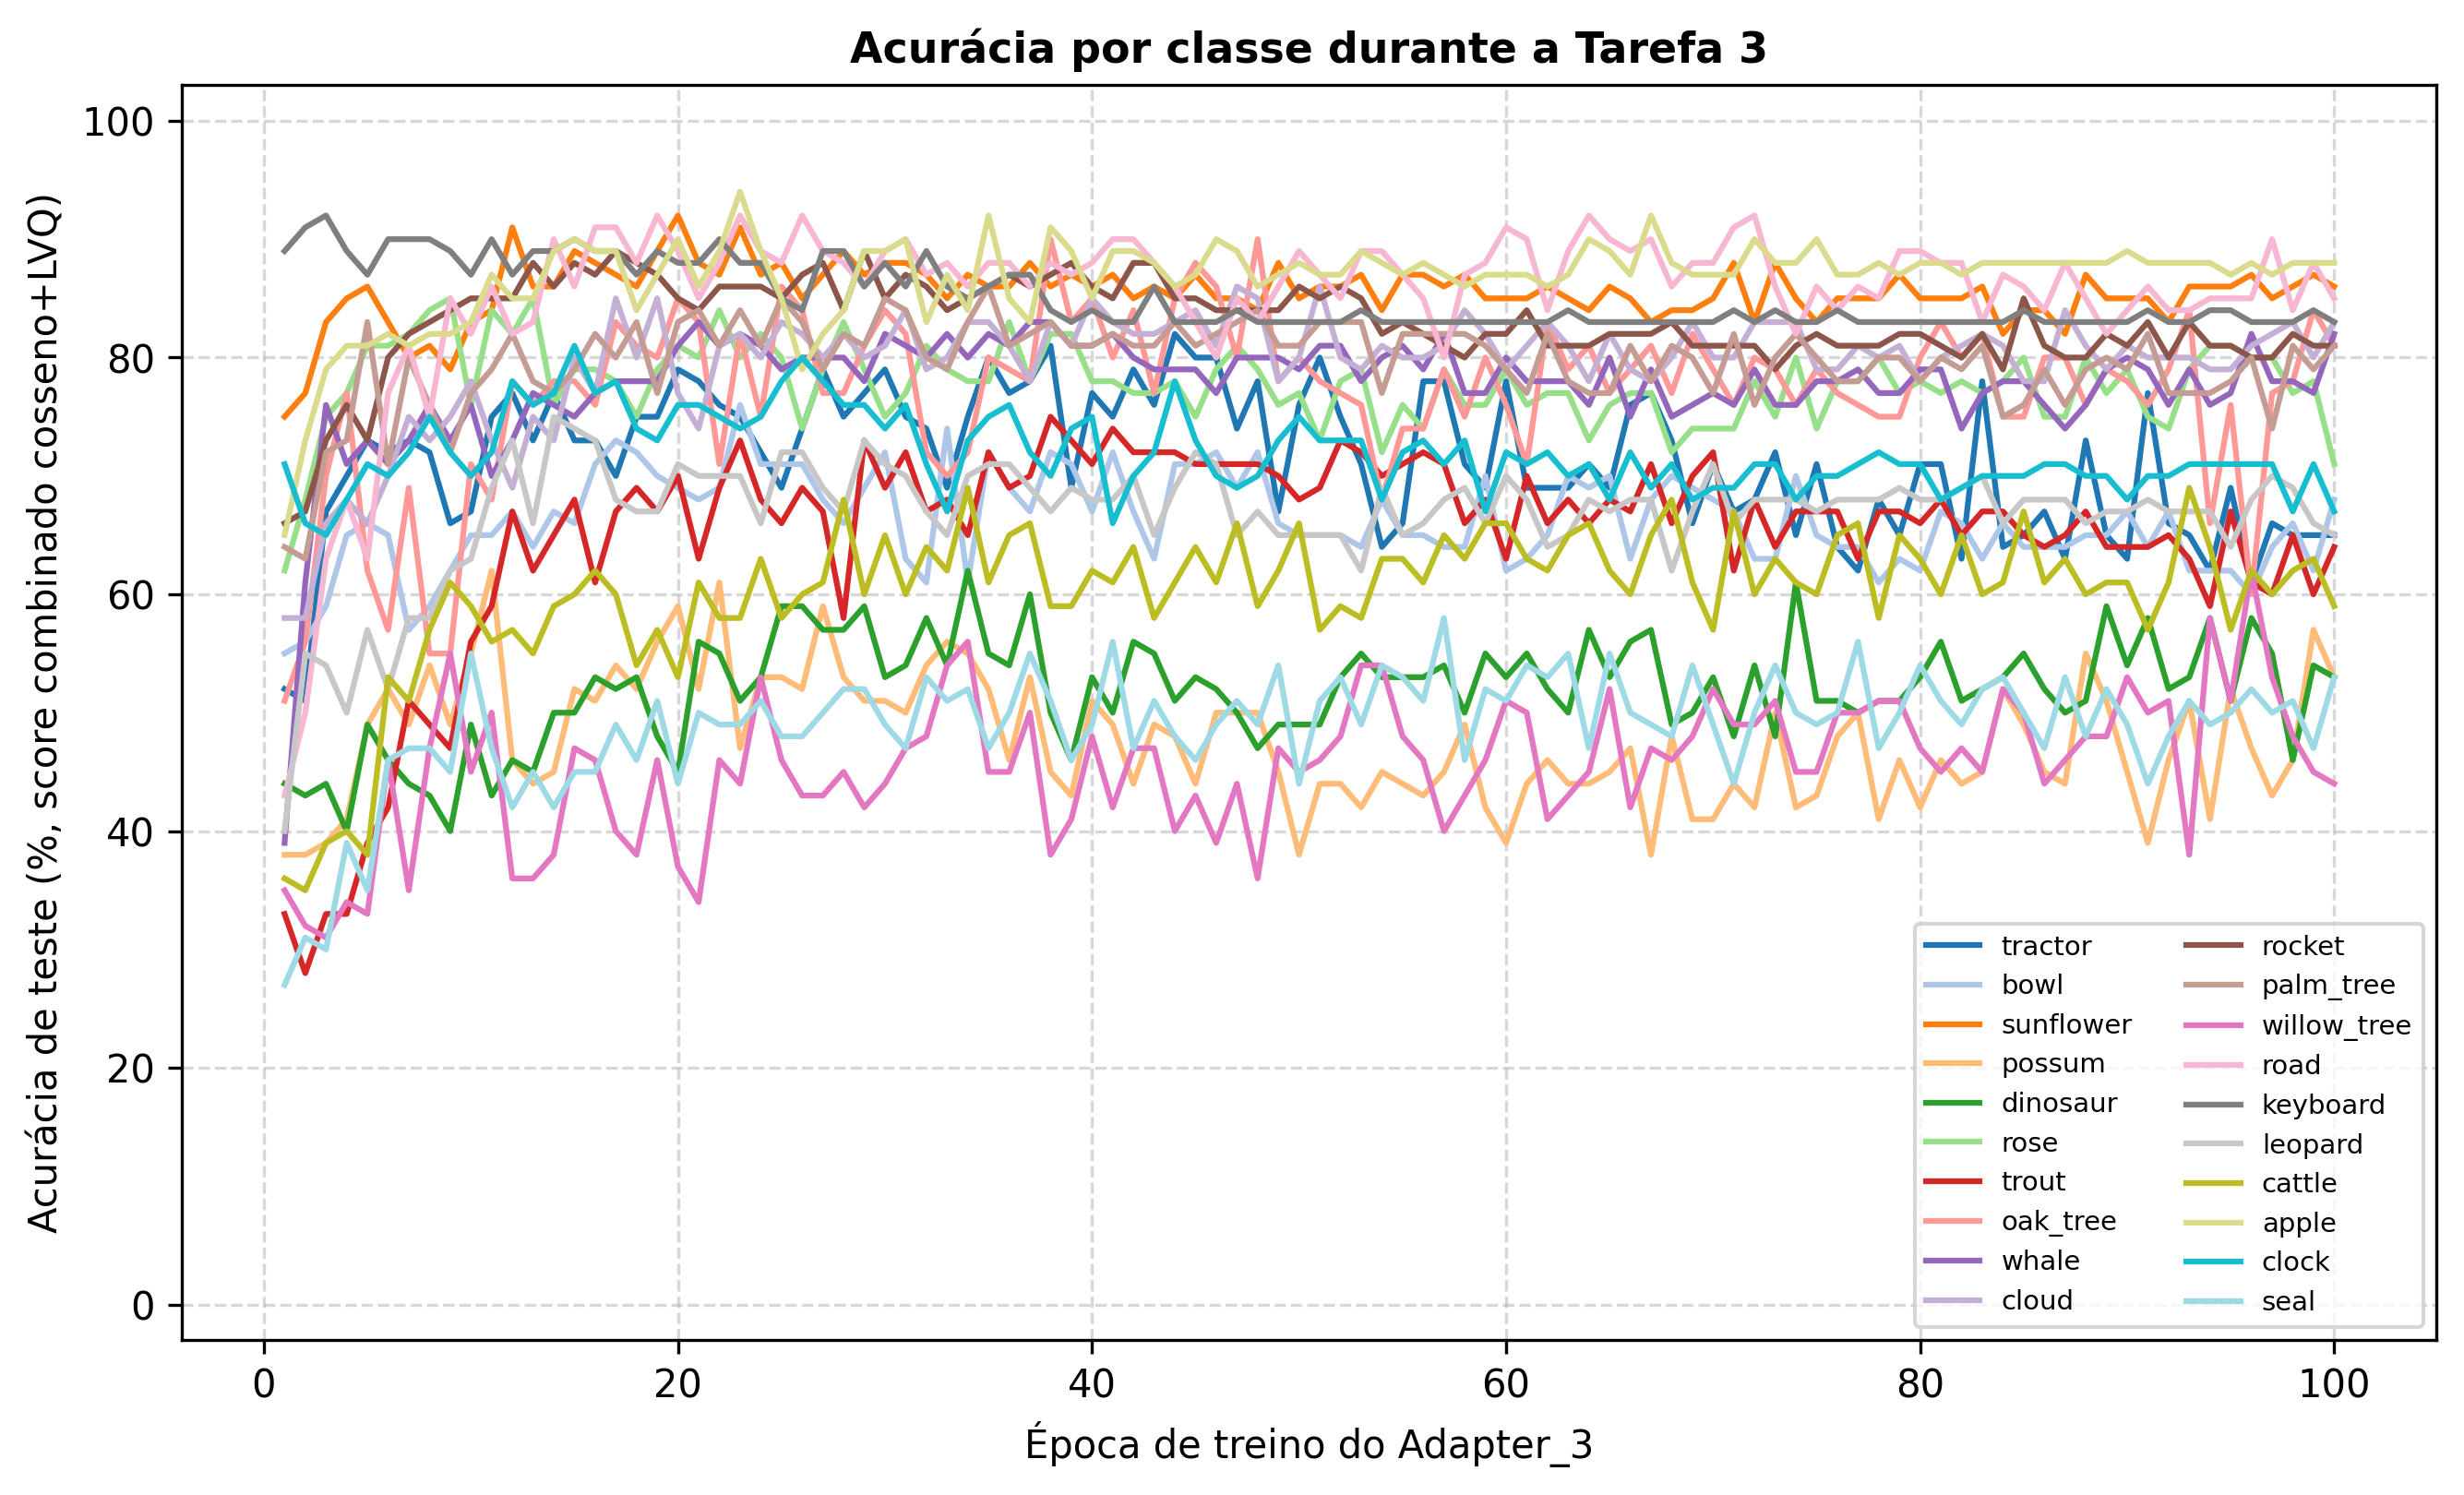 Acurácia por classe durante a Tarefa 3
Acurácia de teste (%, score combinado cosseno+LVQ)
100
80
60
40
20
0
0
20
40
60
80
100
Época de treino do Adapter_3
tractor
bowl
sunflower
possum
dinosaur
rose
trout
oak_tree
whale
cloud
rocket
palm_tree
willow_tree
road
keyboard
leopard
cattle
apple
clock
seal